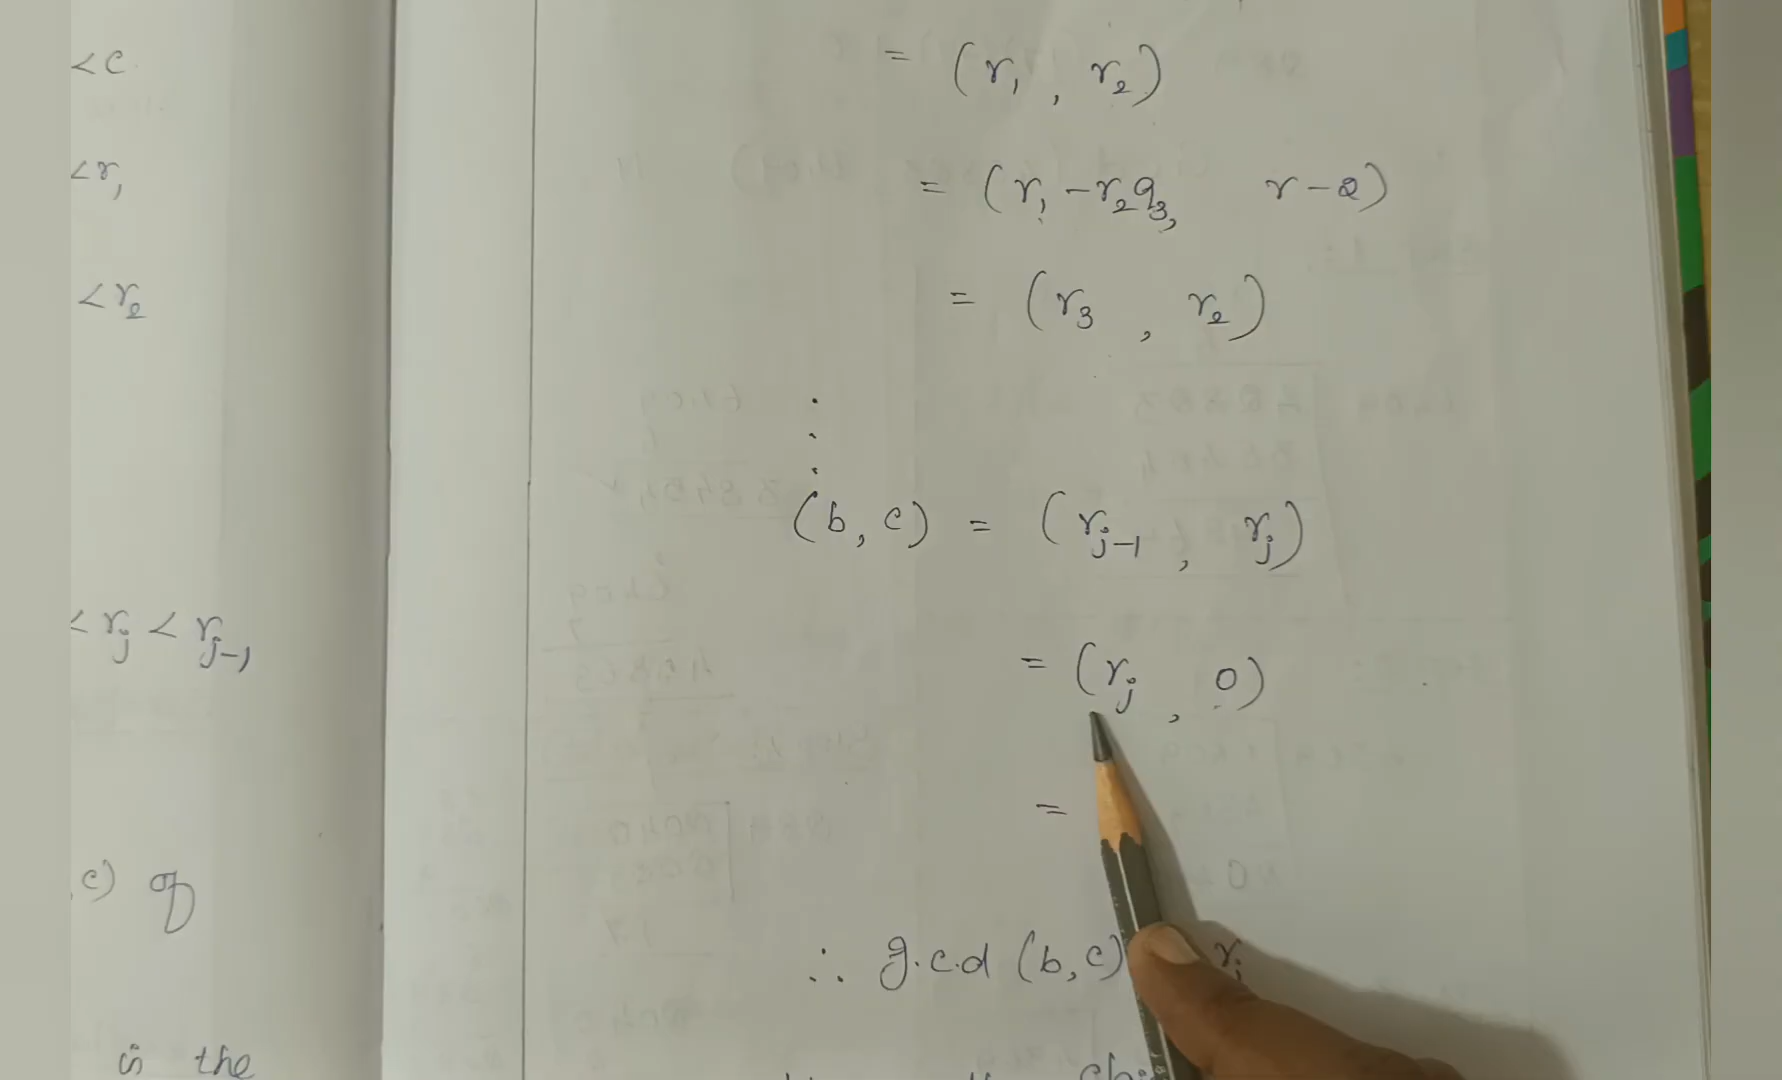 <c
<r₁
<r₂
< rⱼ < rⱼ₋₁
c) of
is the
= (r₁, r₂)
= (r₁ - r₂q₃, r-2)
= (r₃, r₂)
(b, c) = (rⱼ₋₁, rⱼ)
= (rⱼ, 0)
=
∴ g.c.d (b,c) rⱼ